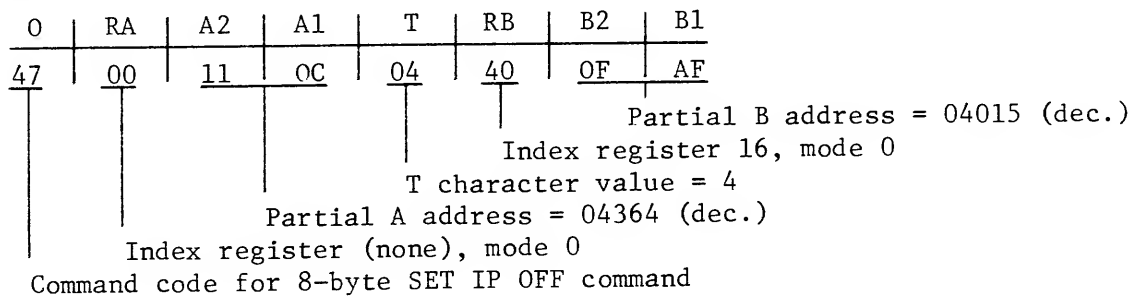 O RA A2 A1 T RB B2 B1
47 00 11 0C 04 40 0F AF
Partial B address = 04015 (dec.)
Index register 16, mode 0
T character value = 4
Partial A address = 04364 (dec.)
Index register (none), mode 0
Command code for 8-byte SET IP OFF command